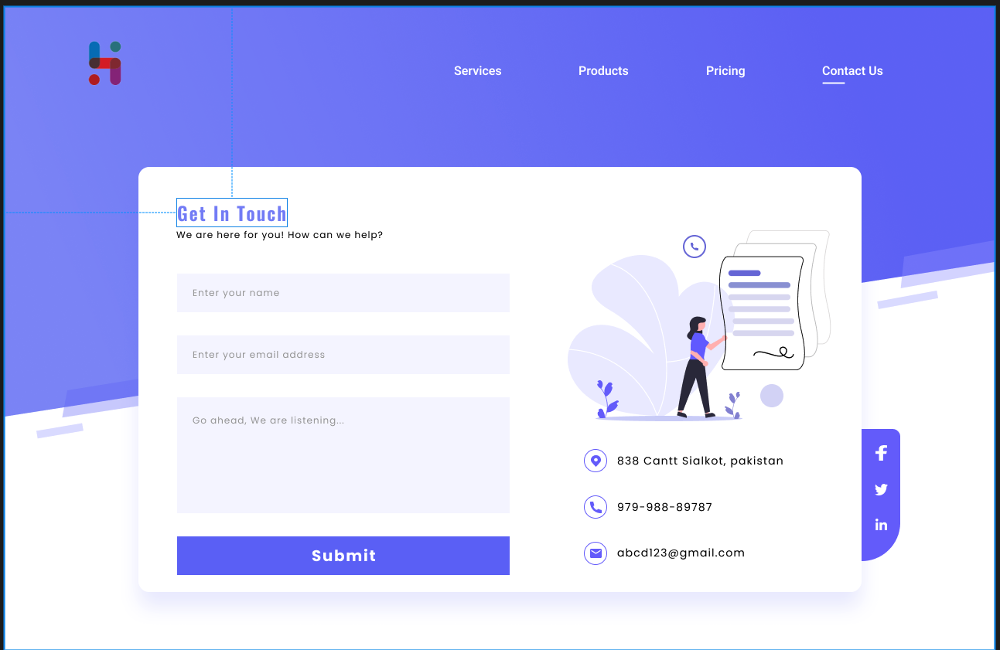 Services Products Pricing Contact Us
Get In Touch
We are here for you! How can we help?
Enter your name
Enter your email address
Go ahead, We are listening...
Submit
838 Cantt Sialkot, pakistan
979-988-89787
abcd123@gmail.com
f
in